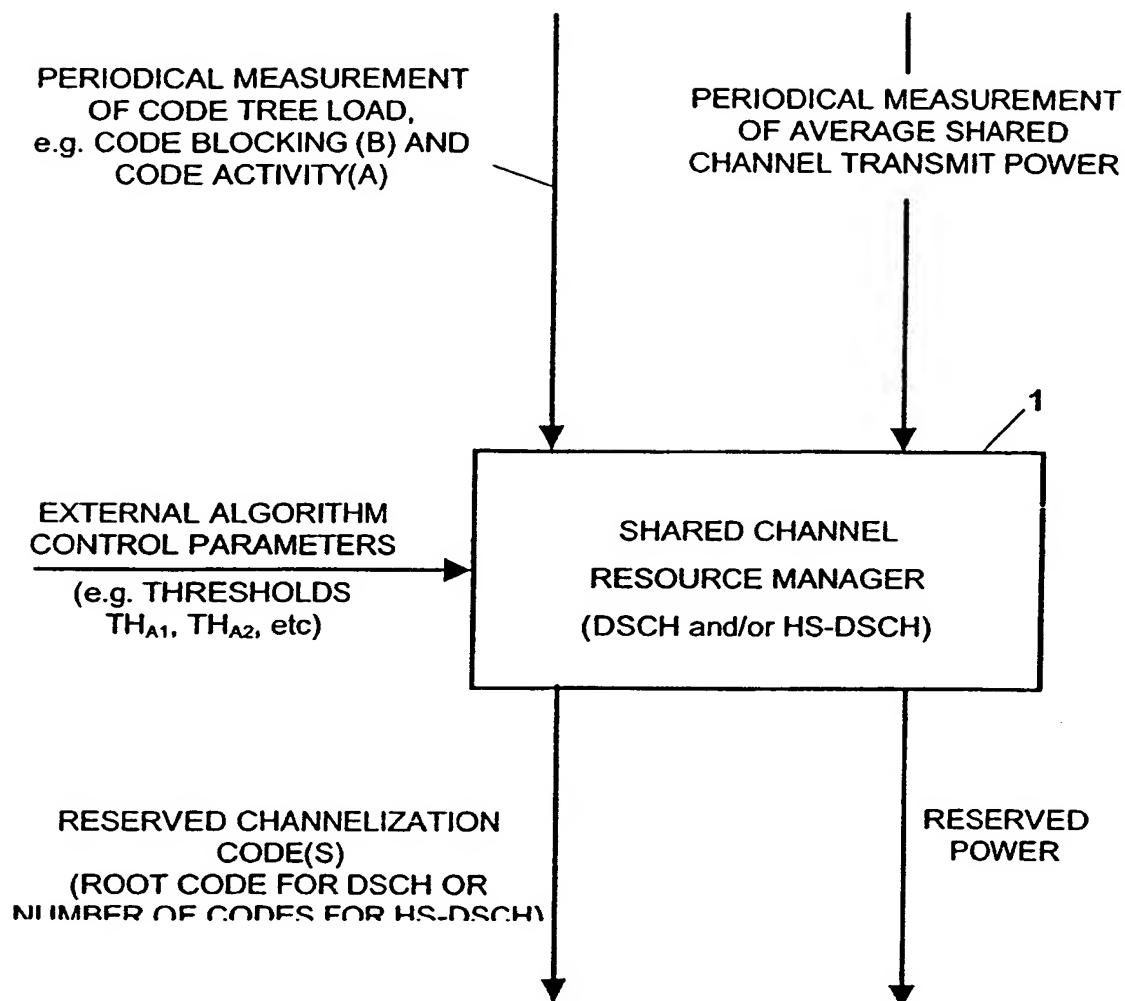 PERIODICAL MEASUREMENT
OF CODE TREE LOAD,
e.g. CODE BLOCKING (B) AND
CODE ACTIVITY(A)
PERIODICAL MEASUREMENT
OF AVERAGE SHARED
CHANNEL TRANSMIT POWER
1
EXTERNAL ALGORITHM
CONTROL PARAMETERS
(e.g. THRESHOLDS
TH_A1, TH_A2, etc)
SHARED CHANNEL
RESOURCE MANAGER
(DSCH and/or HS-DSCH)
RESERVED CHANNELIZATION
CODE(S)
(ROOT CODE FOR DSCH OR
NUMBER OF CODES FOR HS-DSCH)
RESERVED
POWER